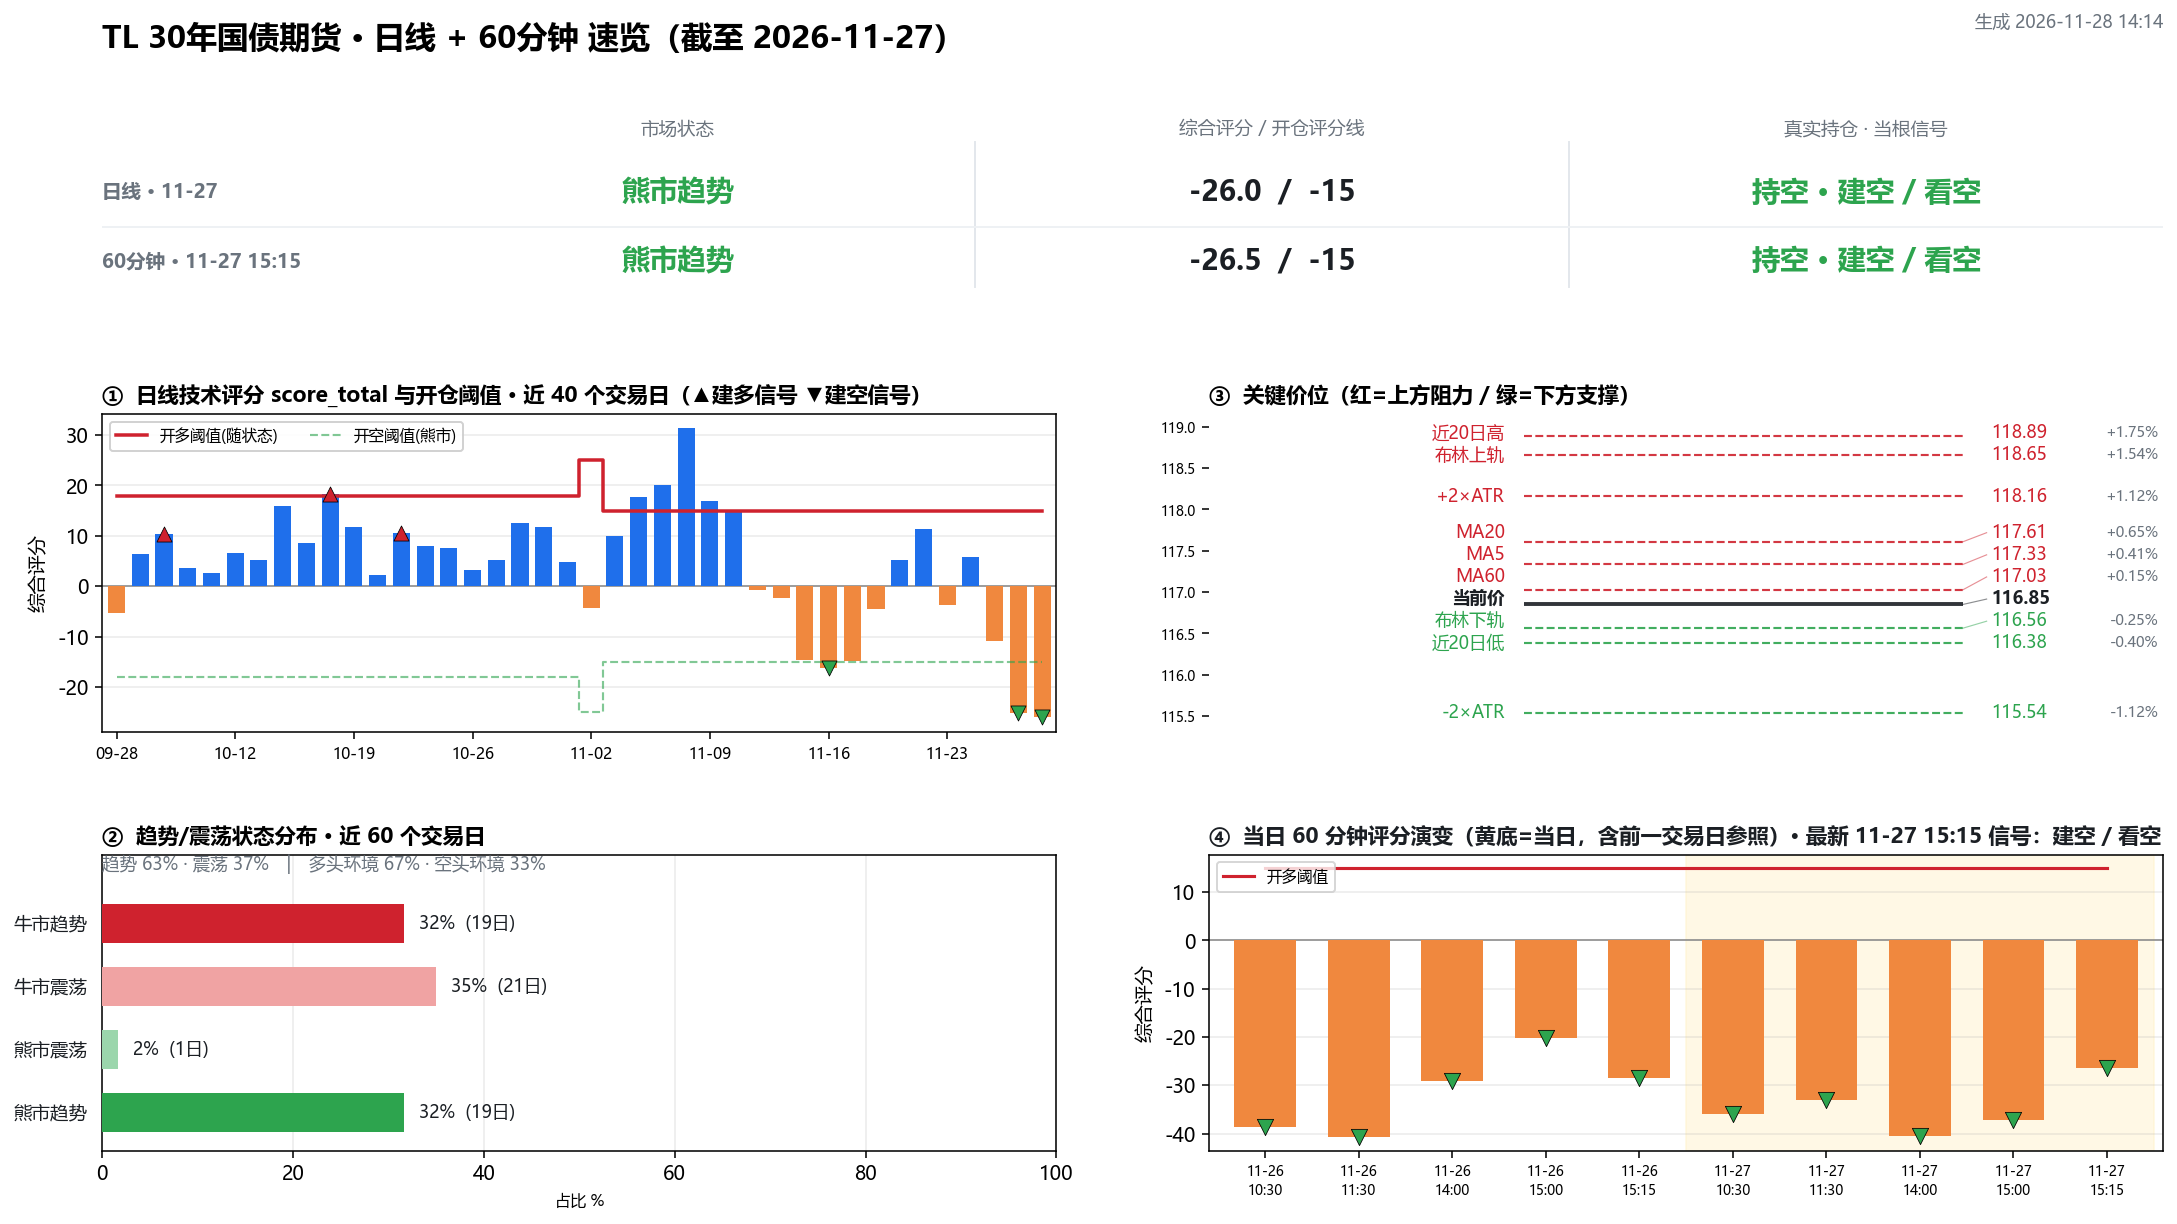 TL 30年国债期货 • 日线 + 60分钟 速览（截至 2026-11-27）
生成 2026-11-28 14:14
市场状态
综合评分 / 开仓评分线
真实持仓 · 当根信号
日线 • 11-27
熊市趋势
-26.0 / -15
持空 • 建空 / 看空
60分钟 • 11-27 15:15
熊市趋势
-26.5 / -15
持空 • 建空 / 看空
① 日线技术评分 score_total 与开仓阈值 • 近 40 个交易日（▲建多信号 ▼建空信号）
开多阈值(随状态)
开空阈值(熊市)
综合评分
30
20
10
0
-10
-20
09-28
10-12
10-19
10-26
11-02
11-09
11-16
11-23
③ 关键价位（红=上方阻力 / 绿=下方支撑）
119.0
118.5
118.0
117.5
117.0
116.5
116.0
115.5
近20日高 118.89 +1.75%
布林上轨 118.65 +1.54%
+2×ATR 118.16 +1.12%
MA20 117.61 +0.65%
MA5 117.33 +0.41%
MA60 117.03 +0.15%
当前价 116.85
布林下轨 116.56 -0.25%
近20日低 116.38 -0.40%
-2×ATR 115.54 -1.12%
② 趋势/震荡状态分布 • 近 60 个交易日
趋势 63% · 震荡 37% | 多头环境 67% · 空头环境 33%
牛市趋势 32% (19日)
牛市震荡 35% (21日)
熊市震荡 2% (1日)
熊市趋势 32% (19日)
0
20
40
60
80
100
占比 %
④ 当日 60 分钟评分演变（黄底=当日，含前一交易日参照）• 最新 11-27 15:15 信号：建空 / 看空
开多阈值
综合评分
10
0
-10
-20
-30
-40
11-26
10:30
11-26
11:30
11-26
14:00
11-26
15:00
11-26
15:15
11-27
10:30
11-27
11:30
11-27
14:00
11-27
15:00
11-27
15:15